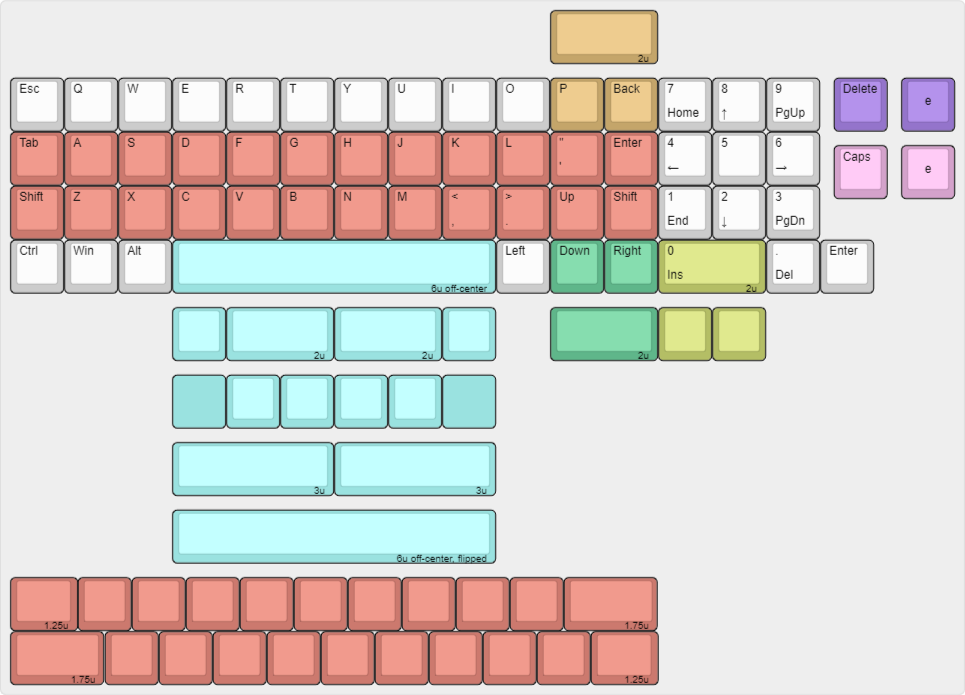 2u
Esc Q W E R T Y U I O P Back 7 8 9 Delete e
Home ↑ PgUp
Tab A S D F G H J K L " Enter 4 5 6 Caps e
' ← →
Shift Z X C V B N M < > Up Shift 1 2 3
, . End ↓ PgDn
Ctrl Win Alt Left Down Right 0 . Enter
Ins Del
6u off-center 2u
2u 2u 2u
3u 3u
6u off-center, flipped
1.25u 1.75u
1.75u 1.25u